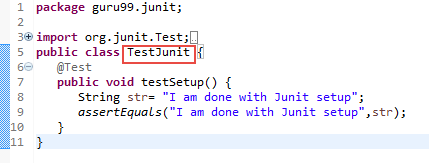 1 package guru99.junit;
2
3 import org.junit.Test;
5 public class TestJunit {
6 @Test
7 public void testSetup() {
8 String str= "I am done with Junit setup";
9 assertEquals("I am done with Junit setup",str);
10 }
11 }